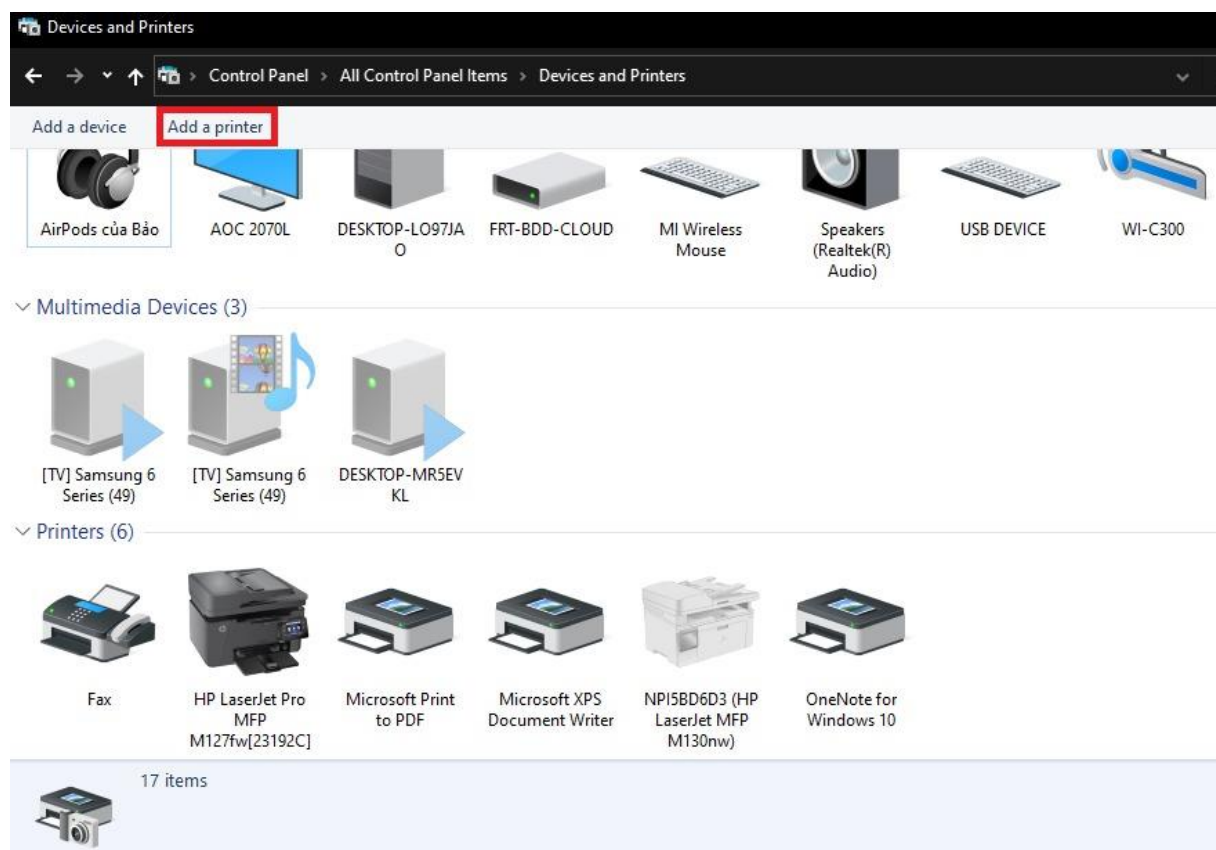 Devices and Printers
Control Panel > All Control Panel Items > Devices and Printers
Add a device Add a printer
AirPods của Bảo
AOC 2070L
DESKTOP-LO97JA
O
FRT-BDD-CLOUD
MI Wireless
Mouse
Speakers
(Realtek(R)
Audio)
USB DEVICE
WI-C300
Multimedia Devices (3)
[TV] Samsung 6
Series (49)
[TV] Samsung 6
Series (49)
DESKTOP-MR5EV
KL
Printers (6)
Fax
HP LaserJet Pro
MFP
M127fw[23192C]
Microsoft Print
to PDF
Microsoft XPS
Document Writer
NPI5BD6D3 (HP
LaserJet MFP
M130nw)
OneNote for
Windows 10
17 items